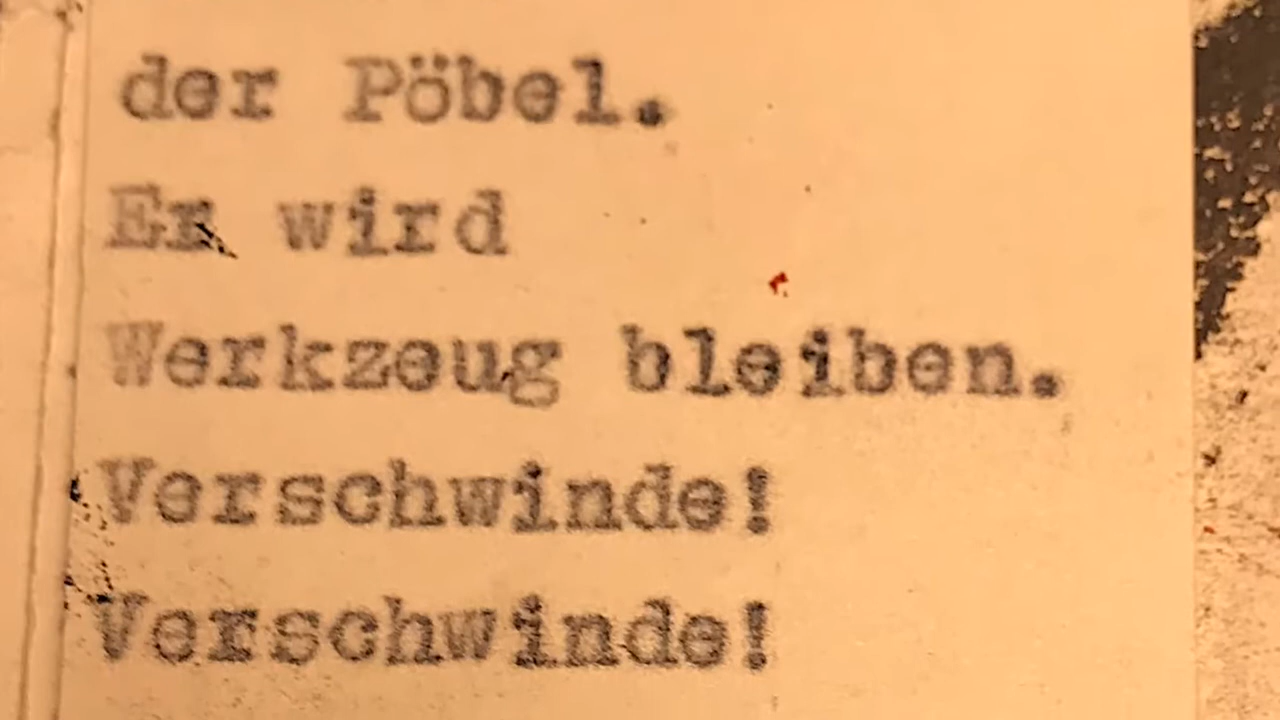 der Pöbel.
Er wird
Werkzeug bleiben.
Verschwinde!
Verschwinde!